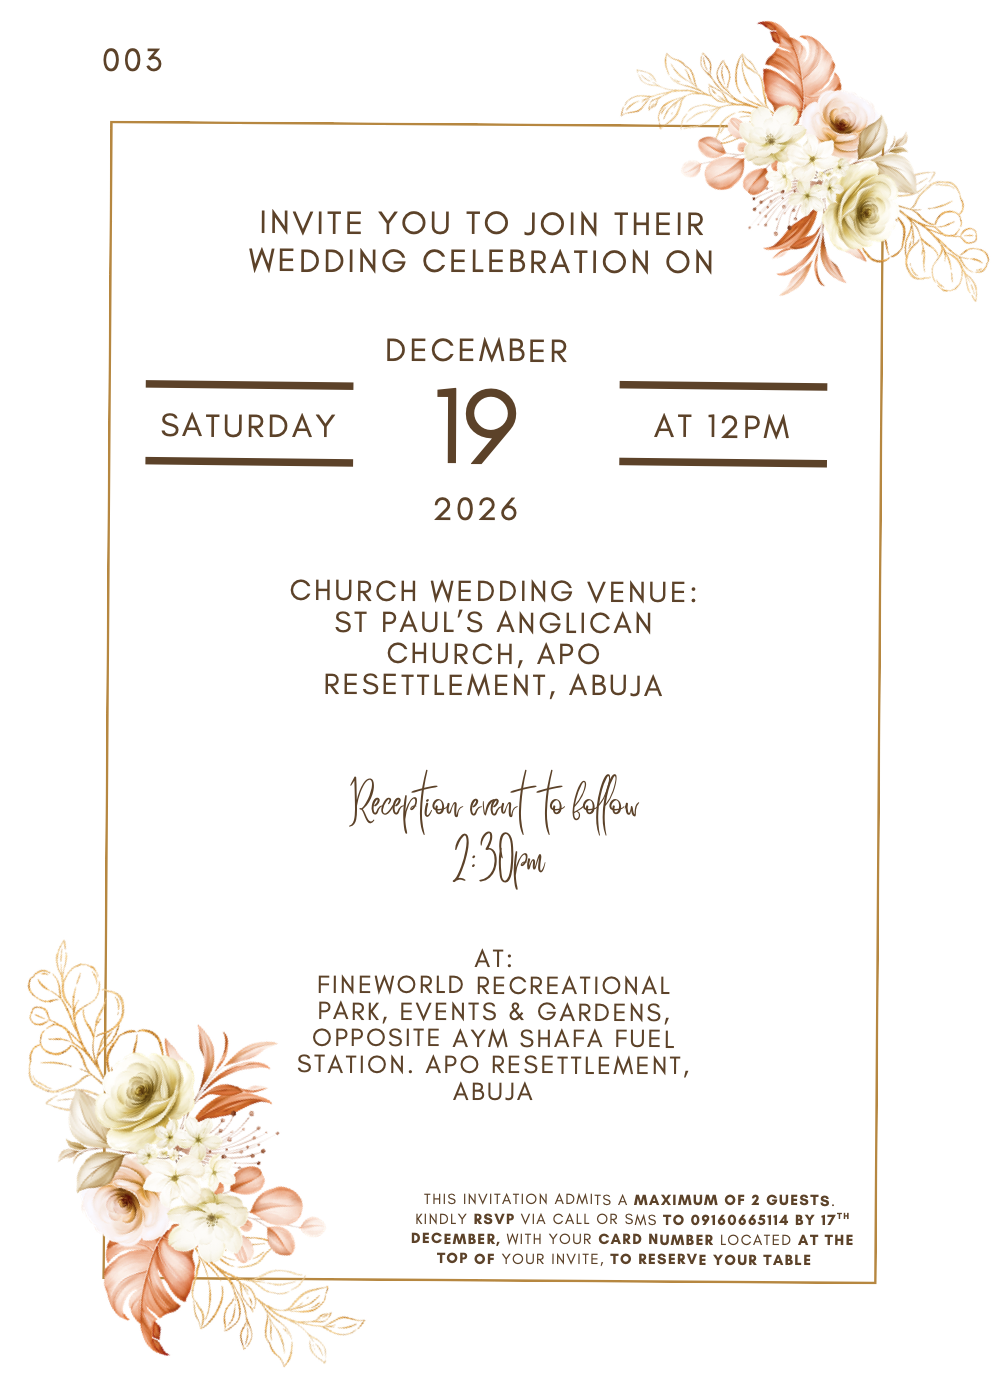 003
INVITE YOU TO JOIN THEIR
WEDDING CELEBRATION ON
DECEMBER
SATURDAY
19
AT 12PM
2026
CHURCH WEDDING VENUE:
ST PAUL’S ANGLICAN
CHURCH, APO
RESETTLEMENT, ABUJA
Reception event to follow
2:30pm
AT:
FINEWORLD RECREATIONAL
PARK, EVENTS & GARDENS,
OPPOSITE AYM SHAFA FUEL
STATION. APO RESETTLEMENT,
ABUJA
THIS INVITATION ADMITS A MAXIMUM OF 2 GUESTS.
KINDLY RSVP VIA CALL OR SMS TO 09160665114 BY 17TH
DECEMBER, WITH YOUR CARD NUMBER LOCATED AT THE
TOP OF YOUR INVITE, TO RESERVE YOUR TABLE